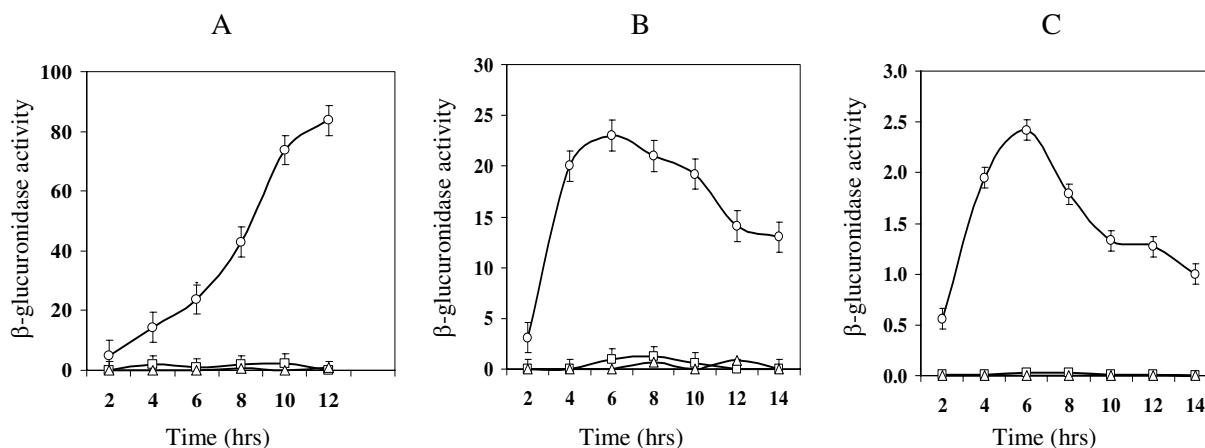 A
β-glucuronidase activity
100
80
60
40
20
0
2 4 6 8 10 12
Time (hrs)
B
β-glucuronidase activity
30
25
20
15
10
5
0
2 4 6 8 10 12 14
Time (hrs)
C
β-glucuronidase activity
3.0
2.5
2.0
1.5
1.0
0.5
0.0
2 4 6 8 10 12 14
Time (hrs)